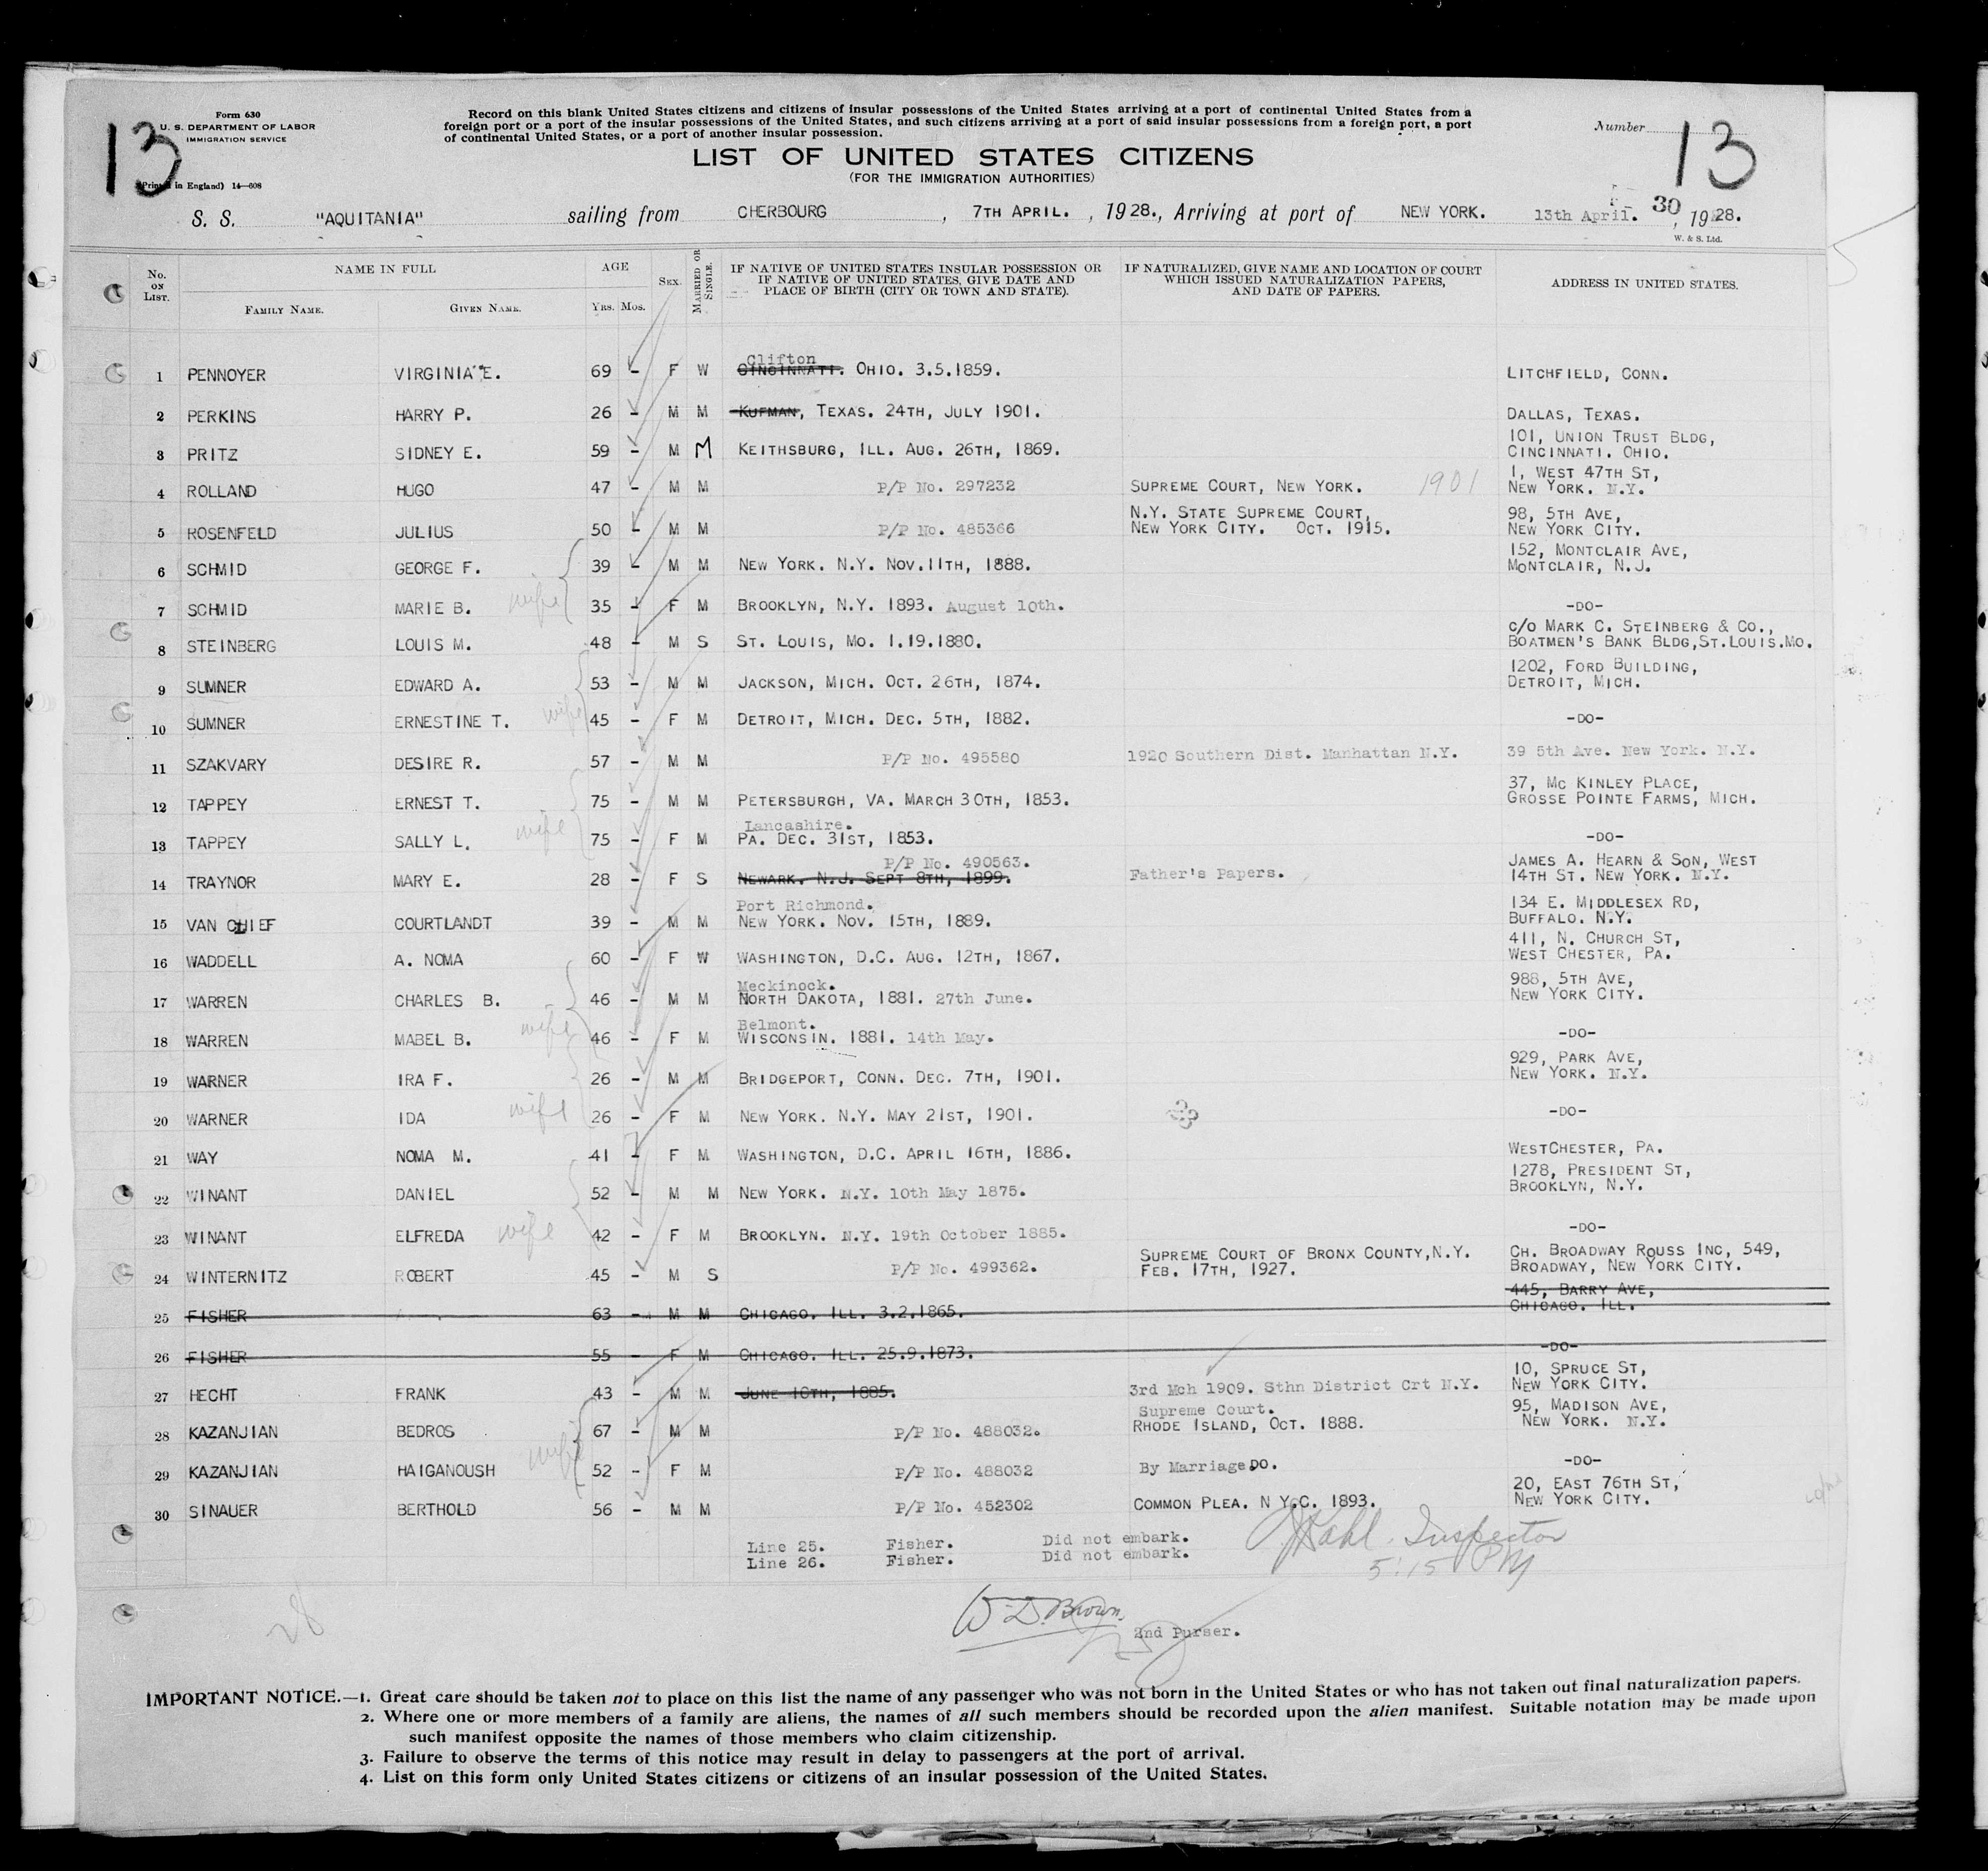 Form 630
U. S. DEPARTMENT OF LABOR
IMMIGRATION SERVICE
(Printed in England) 14—608
13
Record on this blank United States citizens and citizens of insular possessions of the United States arriving at a port of continental United States from a
foreign port or a port of the insular possessions of the United States, and such citizens arriving at a port of said insular possessions from a foreign port, a port
of continental United States, or a port of another insular possession.
Number 13
LIST OF UNITED STATES CITIZENS
(FOR THE IMMIGRATION AUTHORITIES)
S. S. "AQUITANIA" sailing from CHERBOURG, 7TH APRIL., 1928., Arriving at port of NEW YORK. 13th April. 30, 1928.
W. & S. Ltd.
No. ON LIST. NAME IN FULL AGE SEX. MARRIED OR SINGLE. IF NATIVE OF UNITED STATES INSULAR POSSESSION OR IF NATIVE OF UNITED STATES, GIVE DATE AND PLACE OF BIRTH (CITY OR TOWN AND STATE). IF NATURALIZED, GIVE NAME AND LOCATION OF COURT WHICH ISSUED NATURALIZATION PAPERS, AND DATE OF PAPERS. ADDRESS IN UNITED STATES.
FAMILY NAME. GIVEN NAME. YRS. MOS.
Clifton
1 PENNOYER VIRGINIA E. 69 - F W CINCINNATI. OHIO. 3.5.1859. LITCHFIELD, CONN.
2 PERKINS HARRY P. 26 - M M KUFMAN, TEXAS. 24TH, JULY 1901. DALLAS, TEXAS.
3 PRITZ SIDNEY E. 59 - M M KEITHSBURG, ILL. AUG. 26TH, 1869. 101, UNION TRUST BLDG, CINCINNATI. OHIO.
4 ROLLAND HUGO 47 - M M P/P No. 297232 SUPREME COURT, NEW YORK. 1901 1, WEST 47TH ST, NEW YORK. N.Y.
5 ROSENFELD JULIUS 50 - M M P/P No. 485366 N.Y. STATE SUPREME COURT, NEW YORK CITY. OCT. 1915. 98, 5TH AVE, NEW YORK CITY.
6 SCHMID GEORGE F. 39 - M M NEW YORK. N.Y. NOV.11TH, 1888. 152, MONTCLAIR AVE, MONTCLAIR, N.J.
7 SCHMID MARIE B. wife 35 - F M BROOKLYN, N.Y. 1893. August 10th. -DO-
8 STEINBERG LOUIS M. 48 - M S ST. LOUIS, MO. 1.19.1880. C/O MARK C. STEINBERG & CO., BOATMEN'S BANK BLDG,ST.LOUIS.MO.
9 SUMNER EDWARD A. 53 - M M JACKSON, MICH. OCT. 26TH, 1874. 1202, FORD BUILDING, DETROIT, MICH.
10 SUMNER ERNESTINE T. wife 45 - F M DETROIT, MICH. DEC. 5TH, 1882. -DO-
11 SZAKVARY DESIRE R. 57 - M M P/P No. 495580 1920 Southern Dist. Manhattan N.Y. 39 5th Ave. New York. N.Y.
12 TAPPEY ERNEST T. 75 - M M PETERSBURGH, VA. MARCH 30TH, 1853. 37, MC KINLEY PLACE, GROSSE POINTE FARMS, MICH.
Lancashire.
13 TAPPEY SALLY L. wife 75 - F M PA. DEC. 31ST, 1853. -DO-
P/P No. 490563.
14 TRAYNOR MARY E. 28 - F S NEWARK. N.J. SEPT 8TH, 1899. Father's Papers. JAMES A. HEARN & SON, WEST 14TH ST. NEW YORK. N.Y.
Port Richmond.
15 VAN CLIEF COURTLANDT 39 - M M NEW YORK. NOV. 15TH, 1889. 134 E. MIDDLESEX RD, BUFFALO. N.Y.
16 WADDELL A. NOMA 60 - F W WASHINGTON, D.C. AUG. 12TH, 1867. 411, N. CHURCH ST, WEST CHESTER, PA.
Meckinock.
17 WARREN CHARLES B. 46 - M M NORTH DAKOTA, 1881. 27th June. 988, 5TH AVE, NEW YORK CITY.
Belmont.
18 WARREN MABEL B. wife 46 - F M WISCONSIN. 1881. 14th May. -DO-
19 WARNER IRA F. 26 - M M BRIDGEPORT, CONN. DEC. 7TH, 1901. 929, PARK AVE, NEW YORK. N.Y.
20 WARNER IDA wife 26 - F M NEW YORK. N.Y. MAY 21ST, 1901. -DO-
21 WAY NOMA M. 41 - F M WASHINGTON, D.C. APRIL 16TH, 1886. WESTCHESTER, PA.
22 WINANT DANIEL 52 - M M NEW YORK. N.Y. 10th May 1875. 1278, PRESIDENT ST, BROOKLYN, N.Y.
23 WINANT ELFREDA wife 42 - F M BROOKLYN. N.Y. 19th October 1885. -DO-
24 WINTERNITZ ROBERT 45 - M S P/P No. 499362. SUPREME COURT OF BRONX COUNTY,N.Y. FEB. 17TH, 1927. CH. BROADWAY ROUSS INC, 549, BROADWAY, NEW YORK CITY.
25 FISHER 63 - M M CHICAGO. ILL. 3.2.1865. 445, BARRY AVE, CHICAGO. ILL.
26 FISHER 55 - F M CHICAGO. ILL. 25.9.1873. -DO-
27 HECHT FRANK 43 - M M JUNE 16TH, 1885. 3rd Mch 1909. Sthn District Crt N.Y. 10, SPRUCE ST, NEW YORK CITY.
28 KAZANJIAN BEDROS 67 - M M P/P No. 488032. Supreme Court. RHODE ISLAND, OCT. 1888. 95, MADISON AVE, NEW YORK. N.Y.
29 KAZANJIAN HAIGANOUSH wife 52 - F M P/P No. 488032 By Marriage DO. -DO-
30 SINAUER BERTHOLD 56 - M M P/P No. 452302 COMMON PLEA. N Y.C. 1893. 20, EAST 76TH ST, NEW YORK CITY.
Line 25. Fisher. Did not embark.
Line 26. Fisher. Did not embark.
Kahl. Inspector
5:15 PM
W. D. Brown.
2nd Purser.
28
IMPORTANT NOTICE.—1. Great care should be taken not to place on this list the name of any passenger who was not born in the United States or who has not taken out final naturalization papers.
2. Where one or more members of a family are aliens, the names of all such members should be recorded upon the alien manifest. Suitable notation may be made upon
such manifest opposite the names of those members who claim citizenship.
3. Failure to observe the terms of this notice may result in delay to passengers at the port of arrival.
4. List on this form only United States citizens or citizens of an insular possession of the United States.